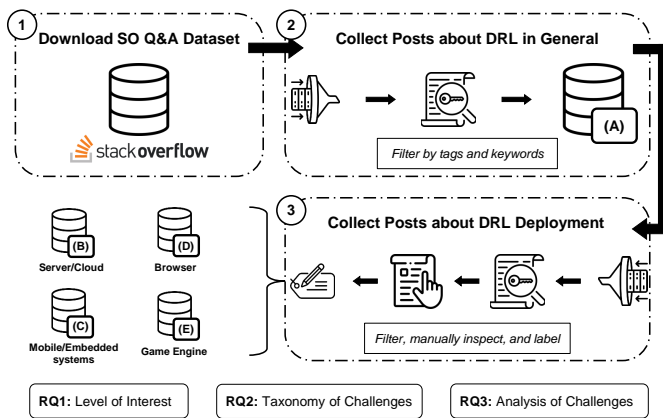 1
Download SO Q&A Dataset
stackoverflow
2
Collect Posts about DRL in General
(A)
Filter by tags and keywords
3
Collect Posts about DRL Deployment
Filter, manually inspect, and label
(B)
Server/Cloud
(D)
Browser
(C)
Mobile/Embedded
systems
(E)
Game Engine
RQ1: Level of Interest
RQ2: Taxonomy of Challenges
RQ3: Analysis of Challenges